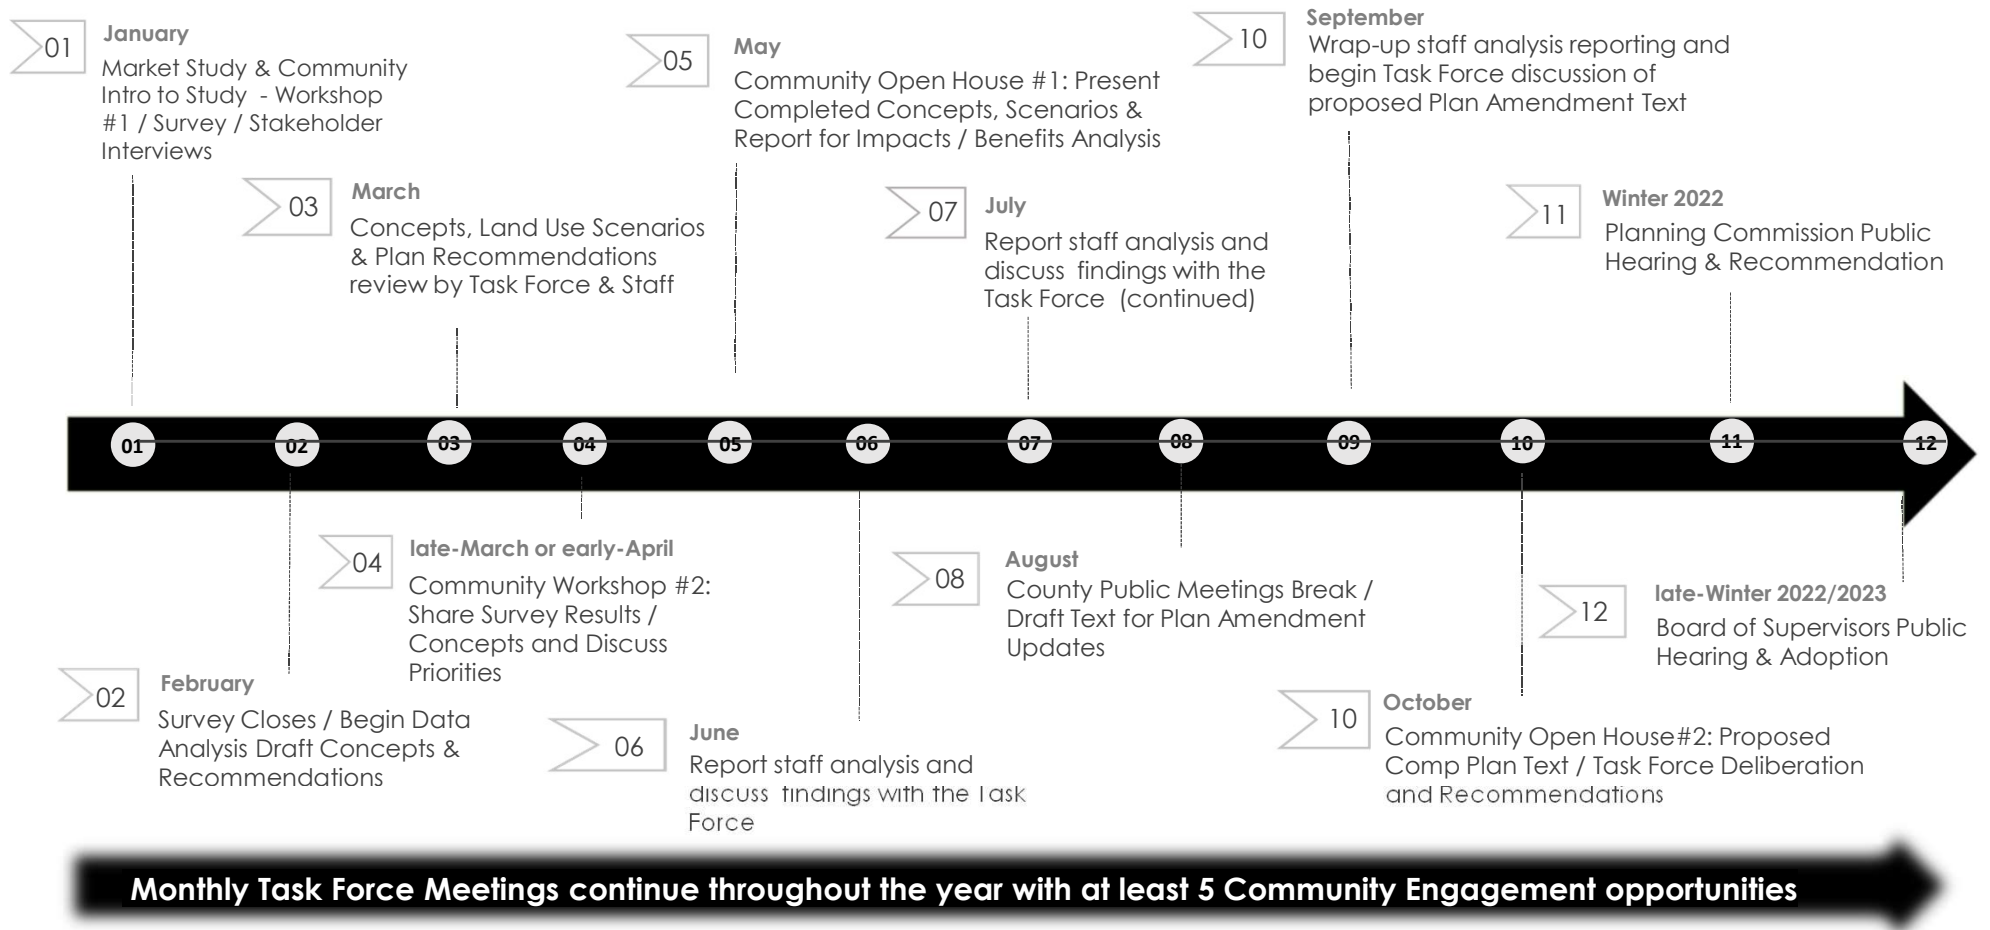 01
January
Market Study & Community
Intro to Study - Workshop
#1 / Survey / Stakeholder
Interviews
03
March
Concepts, Land Use Scenarios
& Plan Recommendations
review by Task Force & Staff
05
May
Community Open House #1: Present
Completed Concepts, Scenarios &
Report for Impacts / Benefits Analysis
07
July
Report staff analysis and
discuss findings with the
Task Force (continued)
10
September
Wrap-up staff analysis reporting and
begin Task Force discussion of
proposed Plan Amendment Text
11
Winter 2022
Planning Commission Public
Hearing & Recommendation
01 02 03 04 05 06 07 08 09 10 11 12
02
February
Survey Closes / Begin Data
Analysis Draft Concepts &
Recommendations
04
late-March or early-April
Community Workshop #2:
Share Survey Results /
Concepts and Discuss
Priorities
06
June
Report staff analysis and
discuss findings with the Task
Force
08
August
County Public Meetings Break /
Draft Text for Plan Amendment
Updates
10
October
Community Open House#2: Proposed
Comp Plan Text / Task Force Deliberation
and Recommendations
12
late-Winter 2022/2023
Board of Supervisors Public
Hearing & Adoption
Monthly Task Force Meetings continue throughout the year with at least 5 Community Engagement opportunities